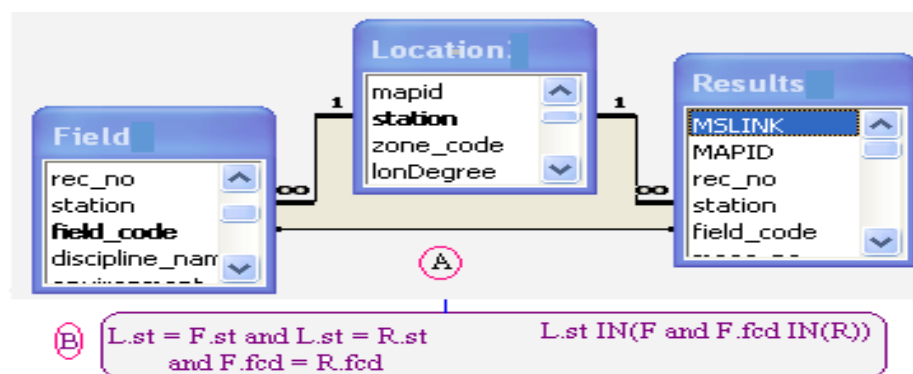 Location
mapid
station
zone_code
lonDegree
Results
MSLINK
MAPID
rec_no
station
field_code
Field
rec_no
station
field_code
discipline_nam
1
1
∞
∞
A
B
L.st = F.st and L.st = R.st
and F.fcd = R.fcd
L.st IN(F and F.fcd IN(R))